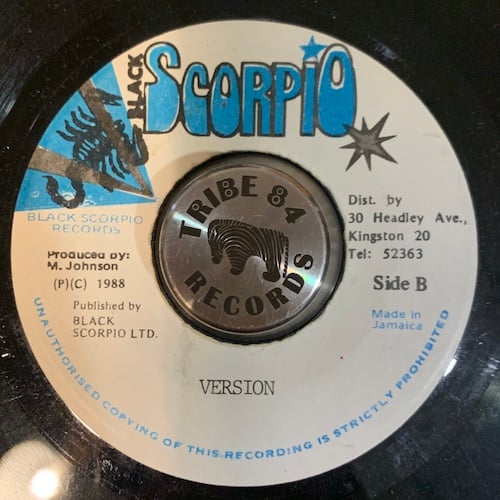 BLACK
SCORPIO
BLACK SCORPIO
RECORDS
Produced by:
M. Johnson
(P)(C) 1988
Published by
BLACK
SCORPIO LTD.
TRIBE 84
RECORDS
Dist. by
30 Headley Ave.,
Kingston 20
Tel: 52363
Side B
Made in
Jamaica
VERSION
UNAUTHORISED COPYING OF THIS RECORDING IS STRICTLY PROHIBITED